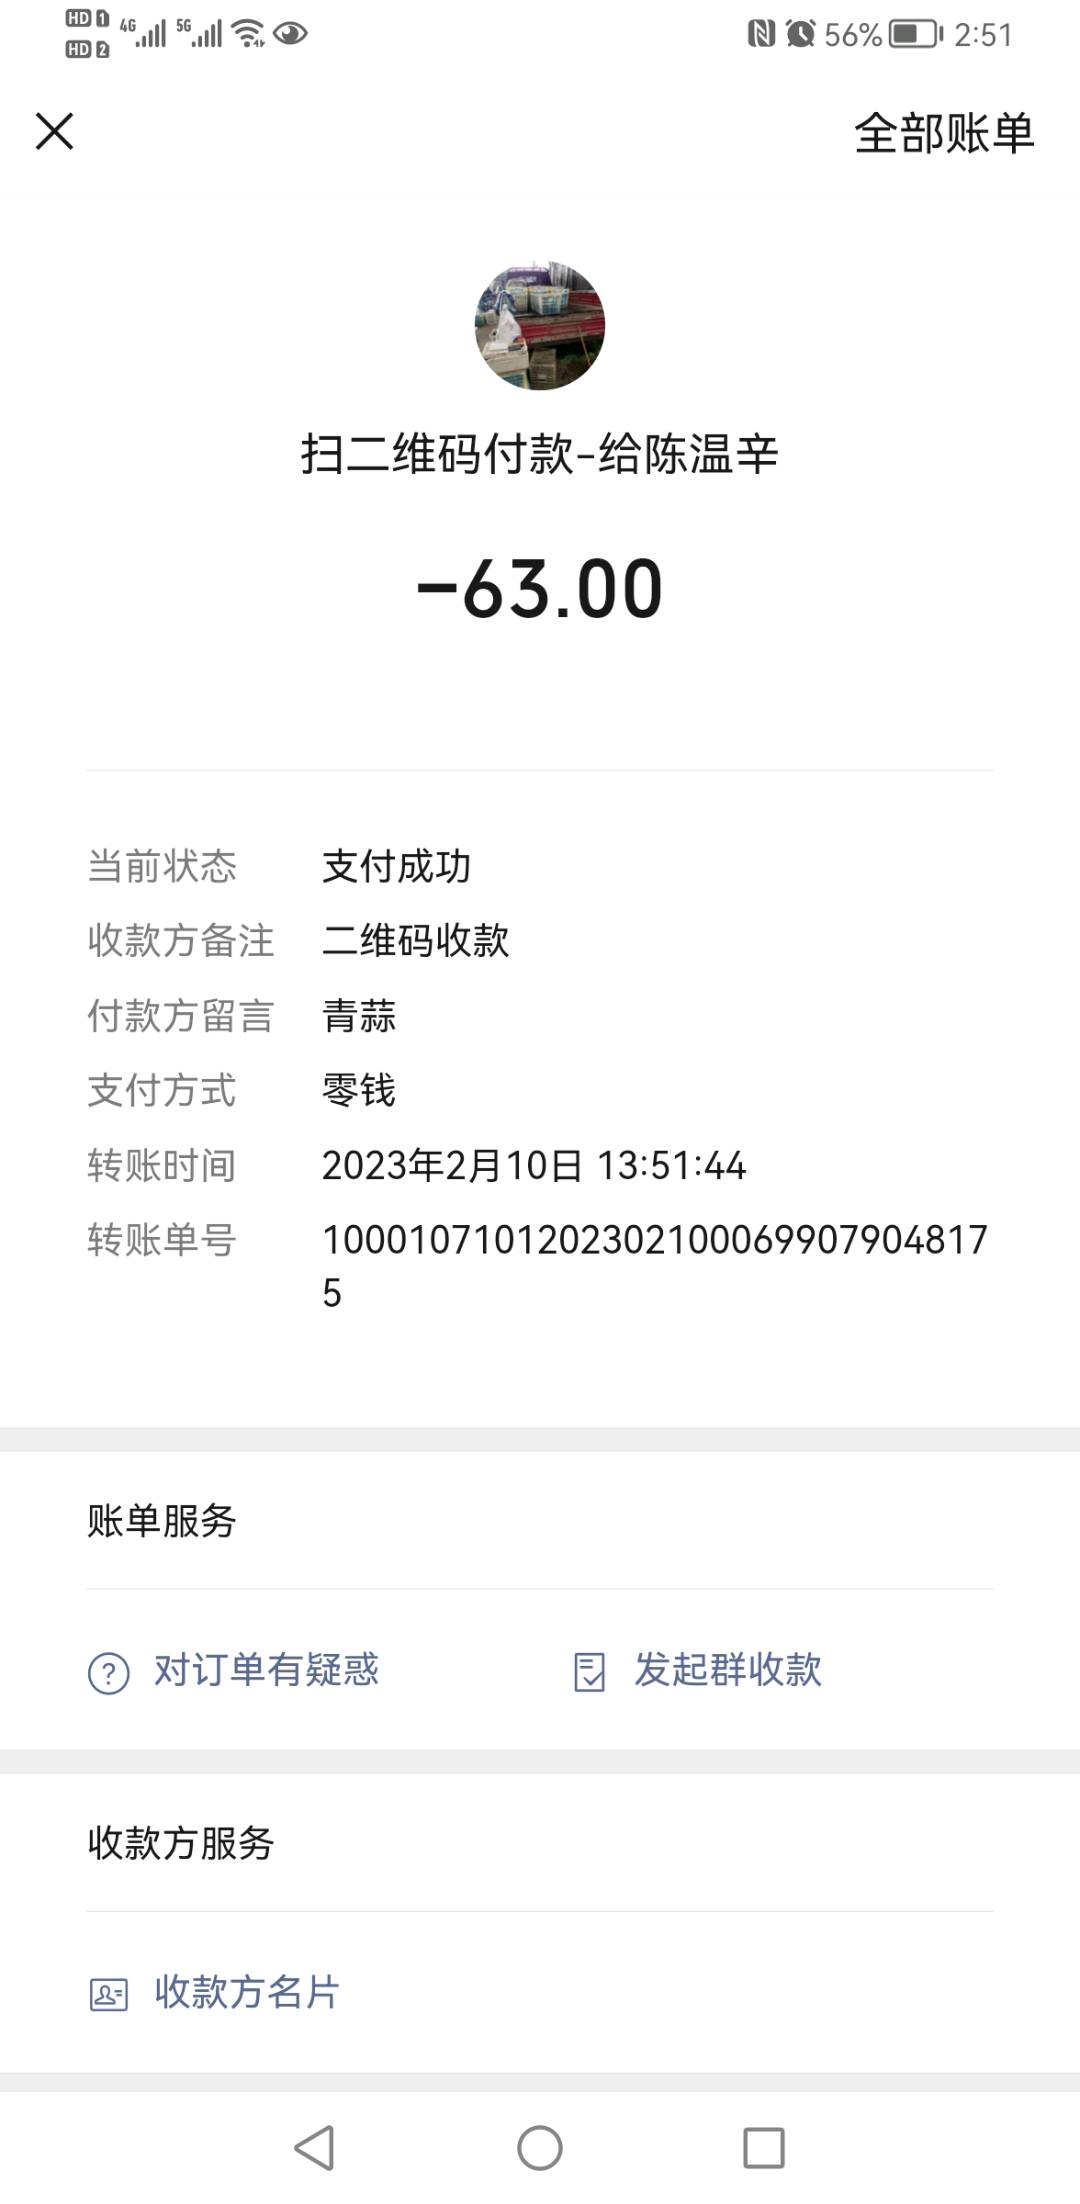 HD 1 4G 5G 56% 2:51
HD 2
全部账单
扫二维码付款-给陈温辛
-63.00
当前状态 支付成功
收款方备注 二维码收款
付款方留言 青蒜
支付方式 零钱
转账时间 2023年2月10日 13:51:44
转账单号 100010710120230210006990790481​7
5
账单服务
对订单有疑惑 发起群收款
收款方服务
收款方名片